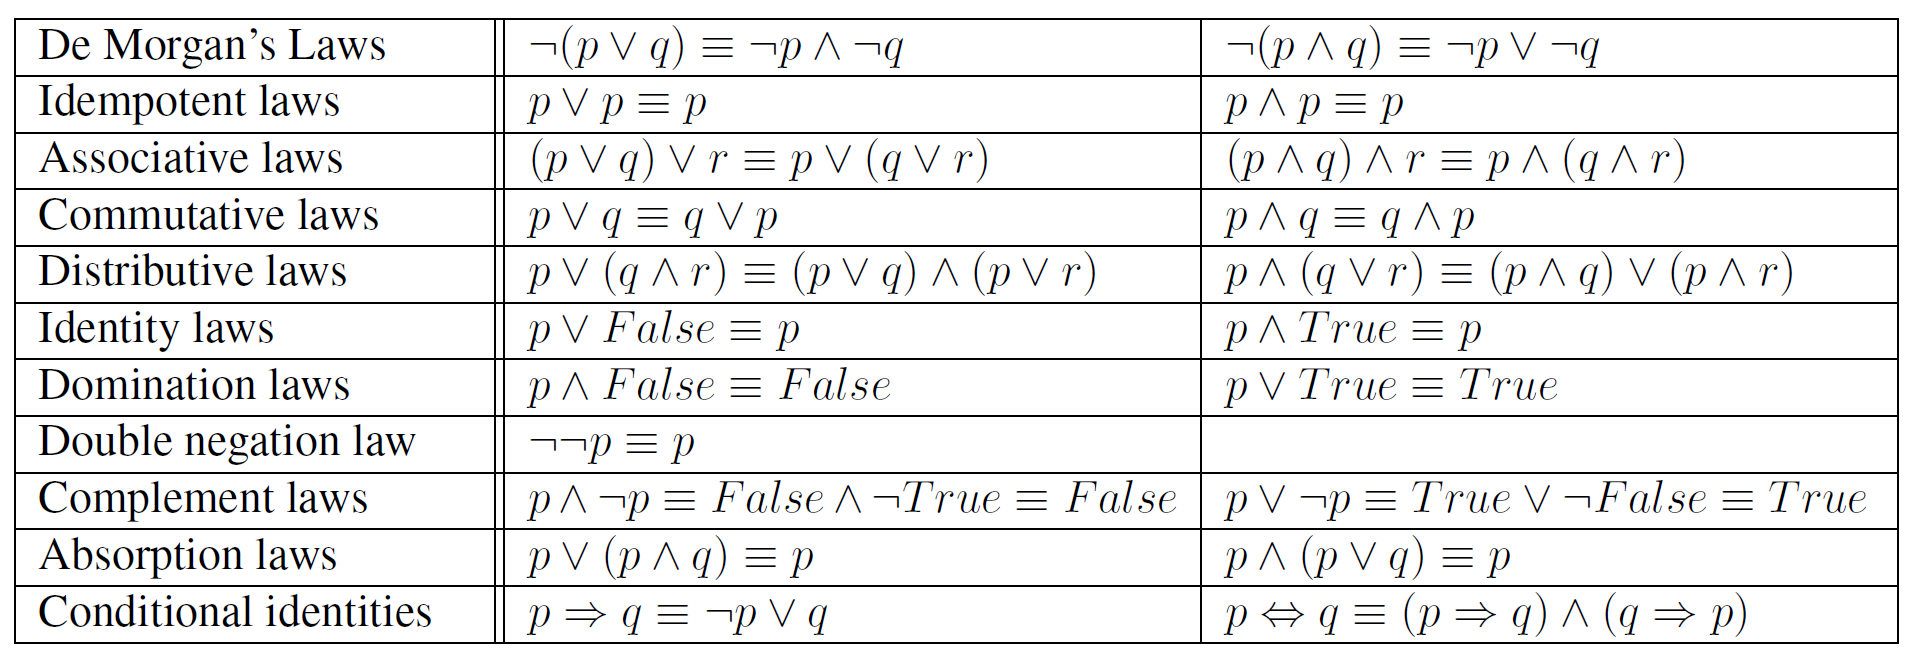 De Morgan's Laws ¬(p ∨ q) ≡ ¬p ∧ ¬q ¬(p ∧ q) ≡ ¬p ∨ ¬q
Idempotent laws p ∨ p ≡ p p ∧ p ≡ p
Associative laws (p ∨ q) ∨ r ≡ p ∨ (q ∨ r) (p ∧ q) ∧ r ≡ p ∧ (q ∧ r)
Commutative laws p ∨ q ≡ q ∨ p p ∧ q ≡ q ∧ p
Distributive laws p ∨ (q ∧ r) ≡ (p ∨ q) ∧ (p ∨ r) p ∧ (q ∨ r) ≡ (p ∧ q) ∨ (p ∧ r)
Identity laws p ∨ False ≡ p p ∧ True ≡ p
Domination laws p ∧ False ≡ False p ∨ True ≡ True
Double negation law ¬¬p ≡ p
Complement laws p ∧ ¬p ≡ False ∧ ¬True ≡ False p ∨ ¬p ≡ True ∨ ¬False ≡ True
Absorption laws p ∨ (p ∧ q) ≡ p p ∧ (p ∨ q) ≡ p
Conditional identities p ⇒ q ≡ ¬p ∨ q p ⇔ q ≡ (p ⇒ q) ∧ (q ⇒ p)